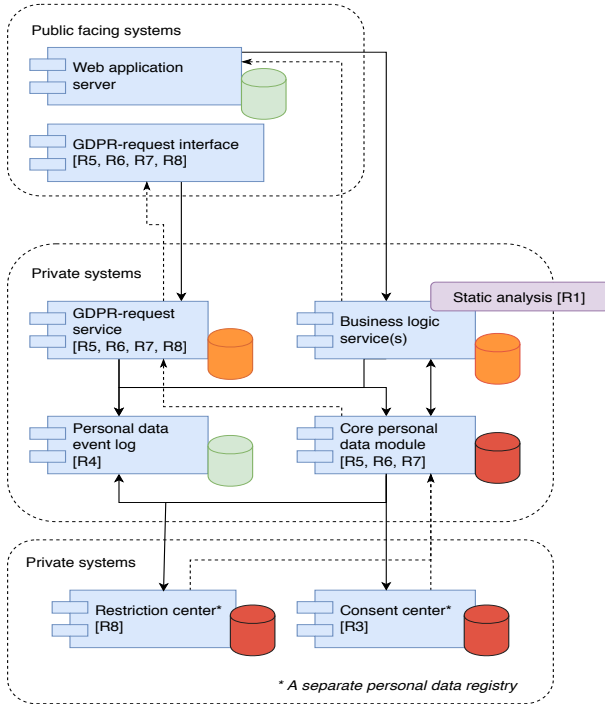 Public facing systems
Web application
server
GDPR-request interface
[R5, R6, R7, R8]
Private systems
Static analysis [R1]
GDPR-request
service
[R5, R6, R7, R8]
Business logic
service(s)
Personal data
event log
[R4]
Core personal
data module
[R5, R6, R7]
Private systems
Restriction center*
[R8]
Consent center*
[R3]
* A separate personal data registry